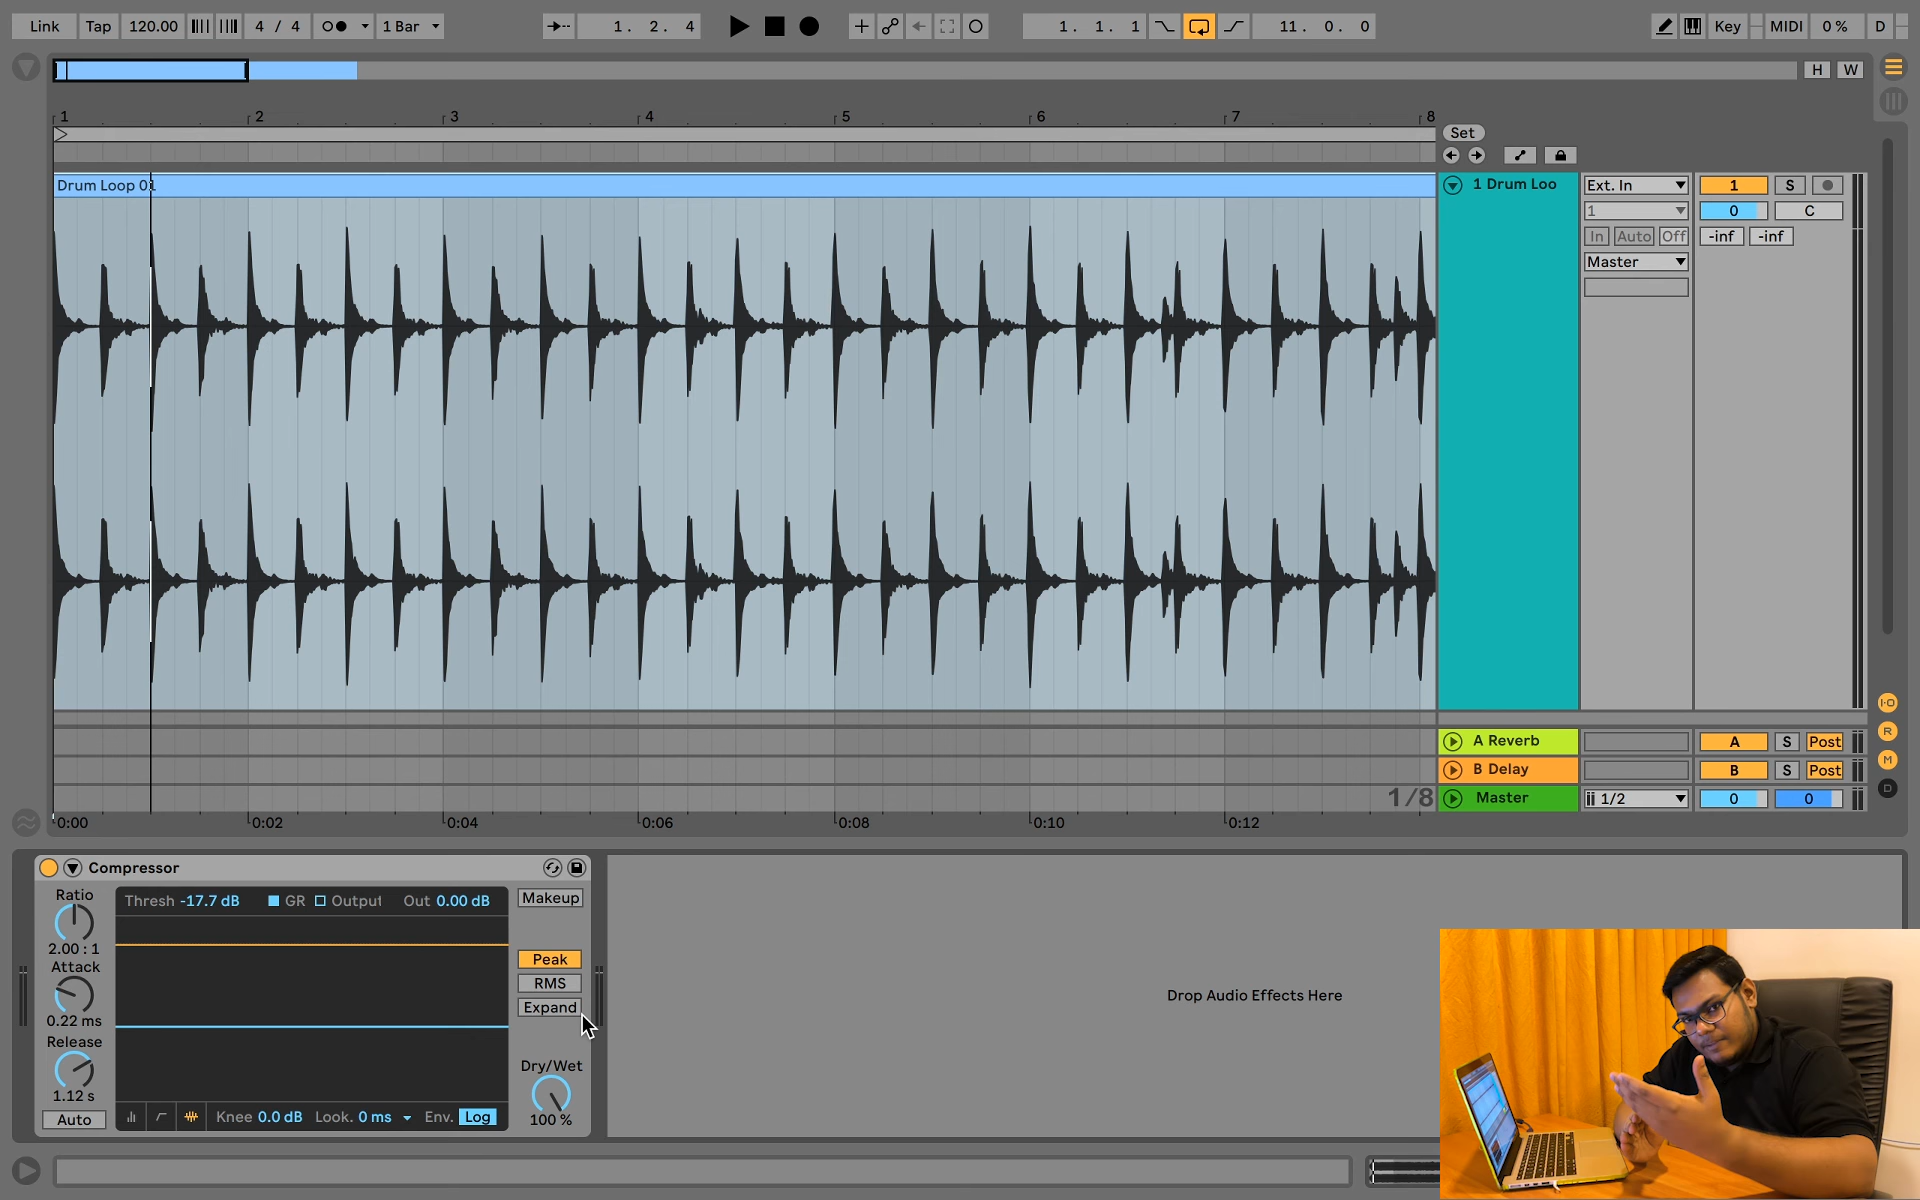 Link Tap 120.00 4 / 4 1 Bar 1. 2. 4 1. 1. 1 11. 0. 0 Key MIDI 0 % D
H W
1 2 3 4 5 6 7 8
Set
Drum Loop 01
1 Drum Loo Ext. In 1 S
1 0 C
In Auto Off -inf -inf
Master
A Reverb A S Post
B Delay B S Post
1/8 Master 1/2 0 0
0:00 0:02 0:04 0:06 0:08 0:10 0:12
I·O
R
M
D
Compressor
Ratio
2.00 : 1
Attack
0.22 ms
Release
1.12 s
Auto
Thresh -17.7 dB GR Output Out 0.00 dB
Knee 0.0 dB Look. 0 ms Env. Log
Makeup
Peak
RMS
Expand
Dry/Wet
100 %
Drop Audio Effects Here